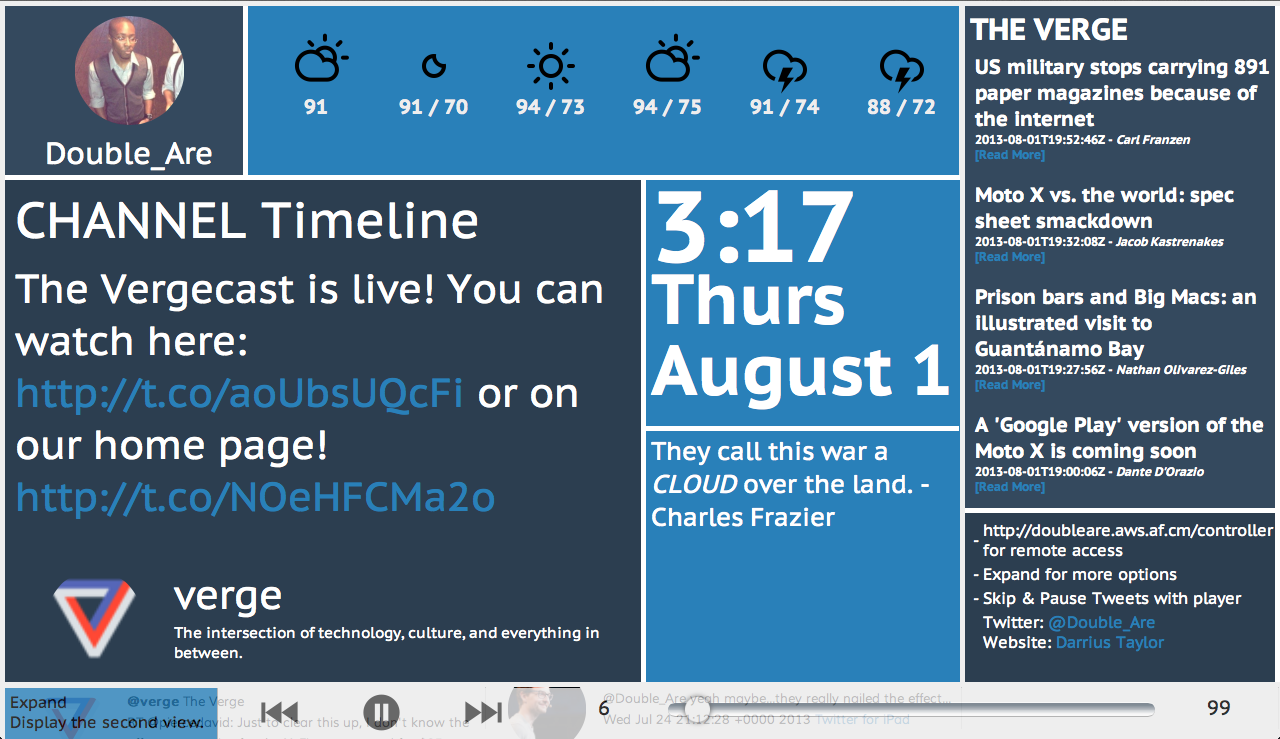 Double_Are
91
91 / 70
94 / 73
94 / 75
91 / 74
88 / 72
CHANNEL Timeline
The Vergecast is live! You can
watch here:
http://t.co/aoUbsUQcFi or on
our home page!
http://t.co/NOeHFCMa2o
verge
The intersection of technology, culture, and everything in
between.
3:17
Thurs
August 1
They call this war a
CLOUD over the land. -
Charles Frazier
THE VERGE
US military stops carrying 891
paper magazines because of
the internet
2013-08-01T19:52:46Z - Carl Franzen
[Read More]
Moto X vs. the world: spec
sheet smackdown
2013-08-01T19:32:08Z - Jacob Kastrenakes
[Read More]
Prison bars and Big Macs: an
illustrated visit to
Guantánamo Bay
2013-08-01T19:27:56Z - Nathan Olivarez-Giles
[Read More]
A 'Google Play' version of the
Moto X is coming soon
2013-08-01T19:00:06Z - Dante D'Orazio
[Read More]
- http://doubleare.aws.af.cm/controller
for remote access
- Expand for more options
- Skip & Pause Tweets with player
Twitter: @Double_Are
Website: Darrius Taylor
Expand
Display the second view.
@verge The Verge
david: Just to clear this up, I don't know the
@Double_Are yeah maybe...they really nailed the effect...
Wed Jul 24 21:12:28 +0000 2013 Twitter for iPad
6
99